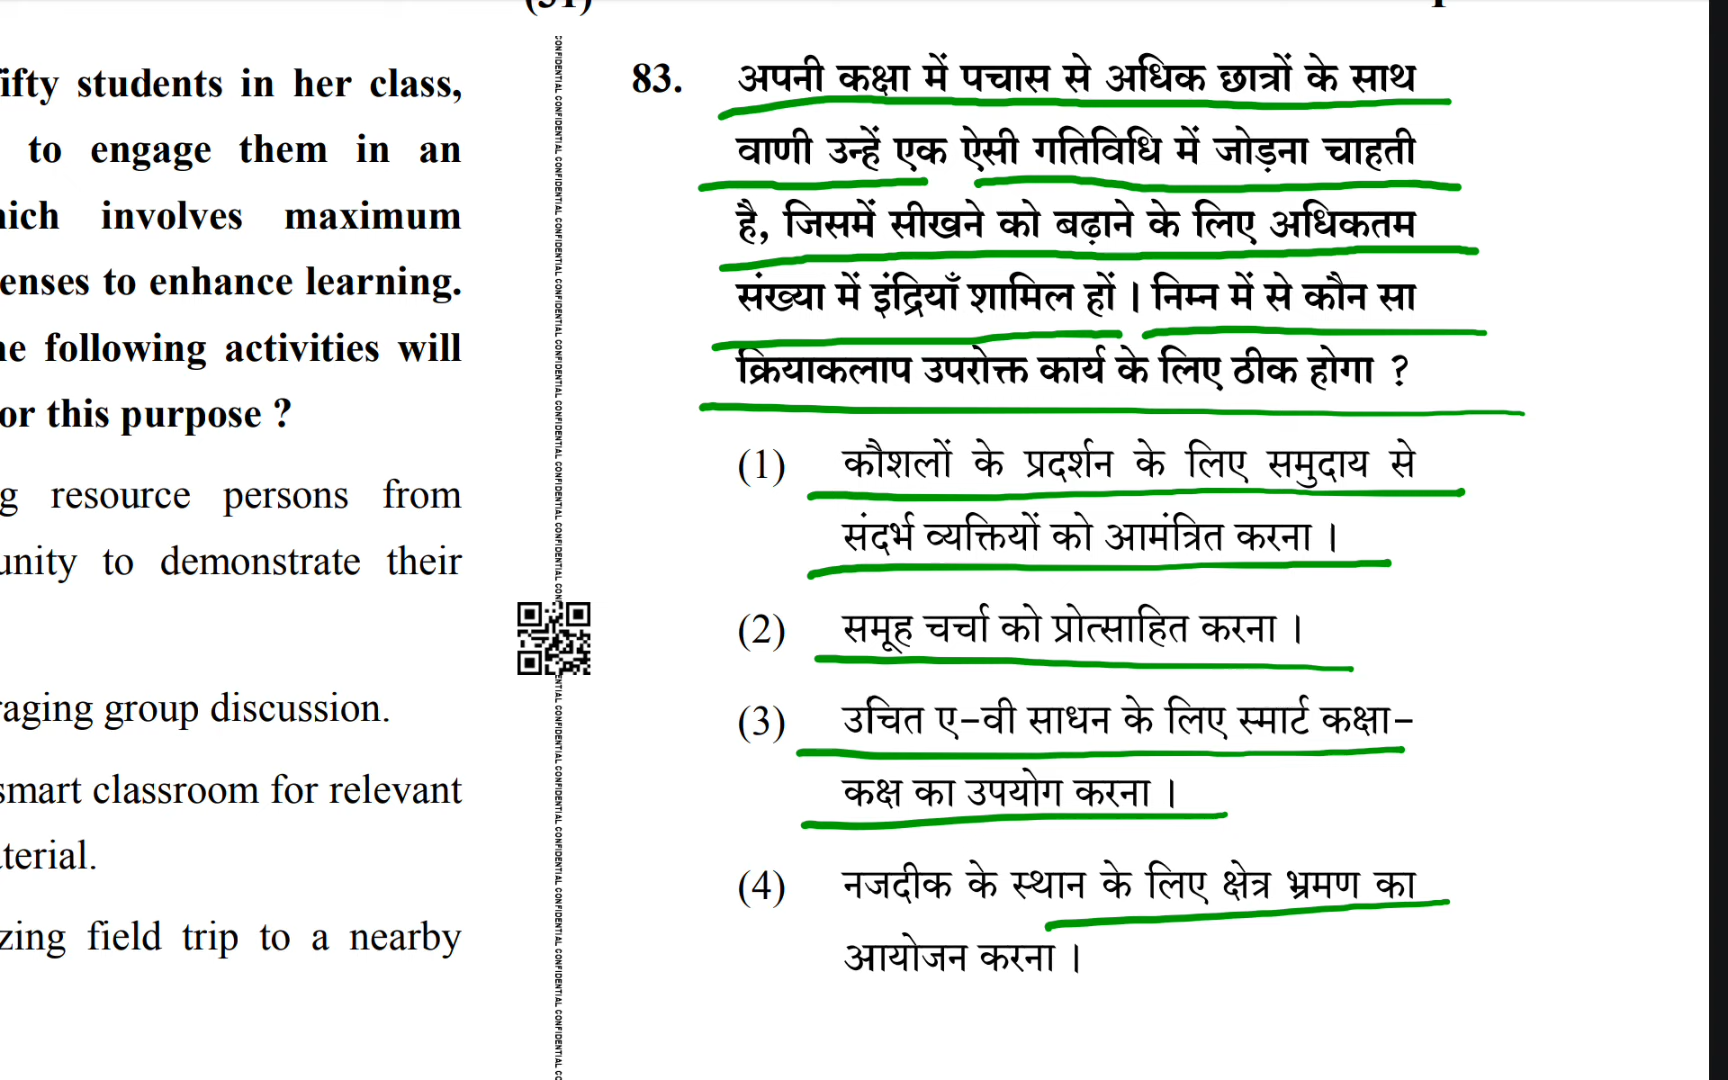 ifty students in her class,
to engage them in an
hich involves maximum
enses to enhance learning.
he following activities will
or this purpose ?
g resource persons from
unity to demonstrate their
raging group discussion.
smart classroom for relevant
terial.
zing field trip to a nearby
83. अपनी कक्षा में पचास से अधिक छात्रों के साथ
वाणी उन्हें एक ऐसी गतिविधि में जोड़ना चाहती
है, जिसमें सीखने को बढ़ाने के लिए अधिकतम
संख्या में इंद्रियाँ शामिल हों । निम्न में से कौन सा
क्रियाकलाप उपरोक्त कार्य के लिए ठीक होगा ?
(1) कौशलों के प्रदर्शन के लिए समुदाय से
संदर्भ व्यक्तियों को आमंत्रित करना ।
(2) समूह चर्चा को प्रोत्साहित करना ।
(3) उचित ए-वी साधन के लिए स्मार्ट कक्षा-
कक्ष का उपयोग करना ।
(4) नजदीक के स्थान के लिए क्षेत्र भ्रमण का
आयोजन करना ।